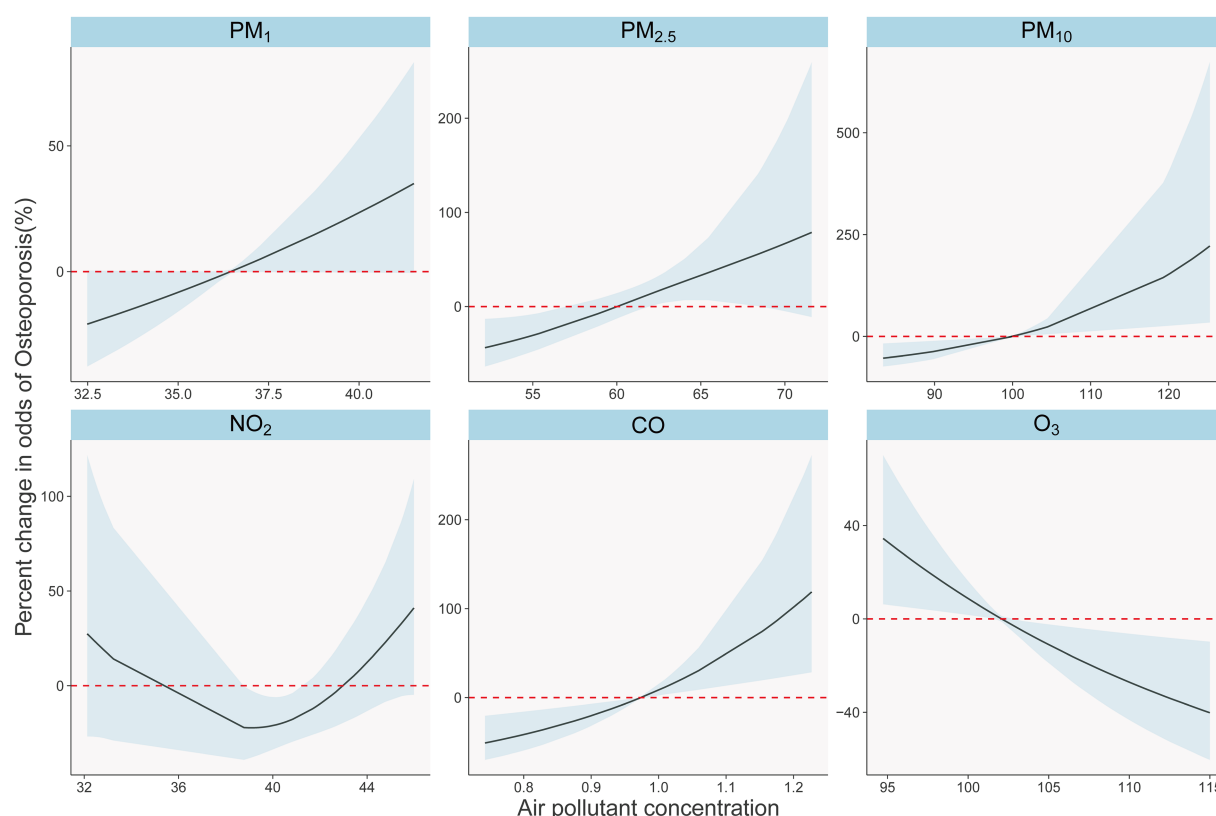 PM₁ PM₂.₅ PM₁₀
Percent change in odds of Osteoporosis(%)
50
0
32.5 35.0 37.5 40.0
200
100
0
55 60 65 70
500
250
0
90 100 110 120
NO₂ CO O₃
100
50
0
32 36 40 44
200
100
0
0.8 0.9 1.0 1.1 1.2
40
0
−40
95 100 105 110 115
Air pollutant concentration